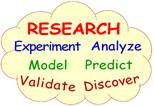 RESEARCH
Experiment Analyze
Model Predict
Validate Discover